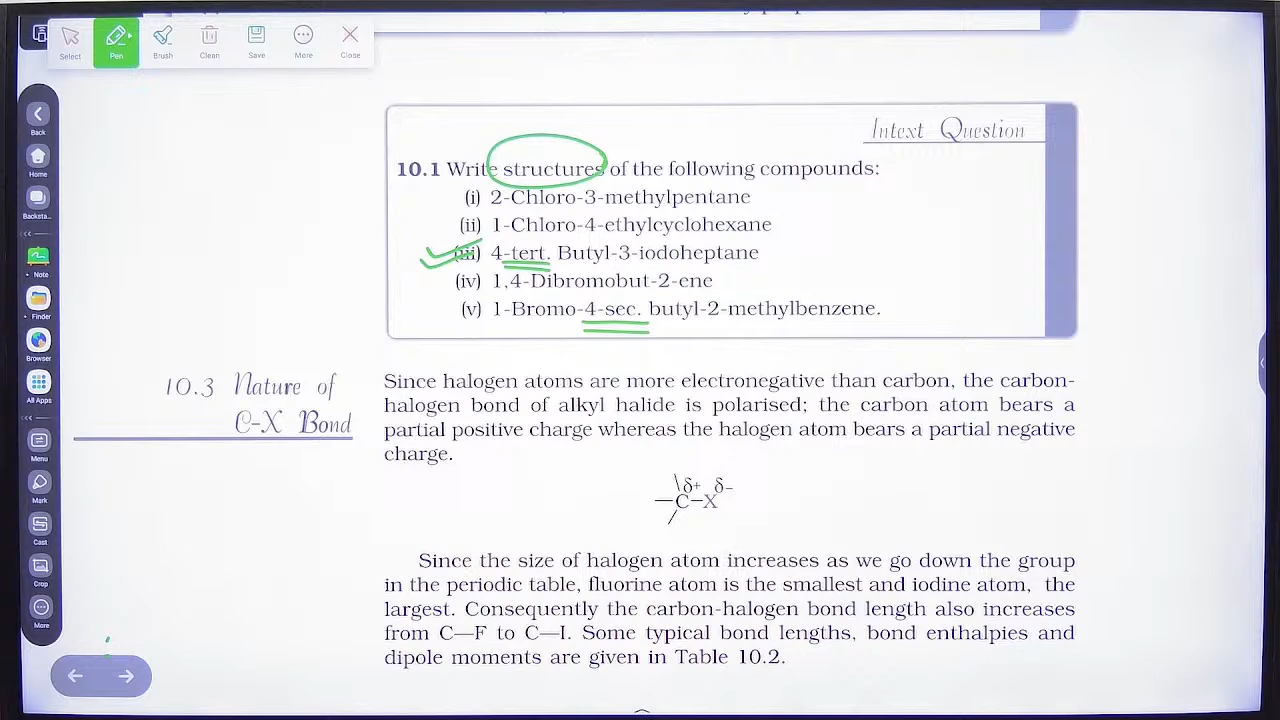 Select
Pen
Brush
Clean
Save
More
Close
Back
Home
Backsta..
Note
Finder
Browser
All Apps
Menu
Mark
Cast
Crop
More
Intext Question
10.1 Write structures of the following compounds:
(i) 2-Chloro-3-methylpentane
(ii) 1-Chloro-4-ethylcyclohexane
(iii) 4-tert. Butyl-3-iodoheptane
(iv) 1,4-Dibromobut-2-ene
(v) 1-Bromo-4-sec. butyl-2-methylbenzene.
10.3 Nature of
C-X Bond
Since halogen atoms are more electronegative than carbon, the carbon-
halogen bond of alkyl halide is polarised; the carbon atom bears a
partial positive charge whereas the halogen atom bears a partial negative
charge.
δ+ δ–
C–X
Since the size of halogen atom increases as we go down the group
in the periodic table, fluorine atom is the smallest and iodine atom, the
largest. Consequently the carbon-halogen bond length also increases
from C—F to C—I. Some typical bond lengths, bond enthalpies and
dipole moments are given in Table 10.2.